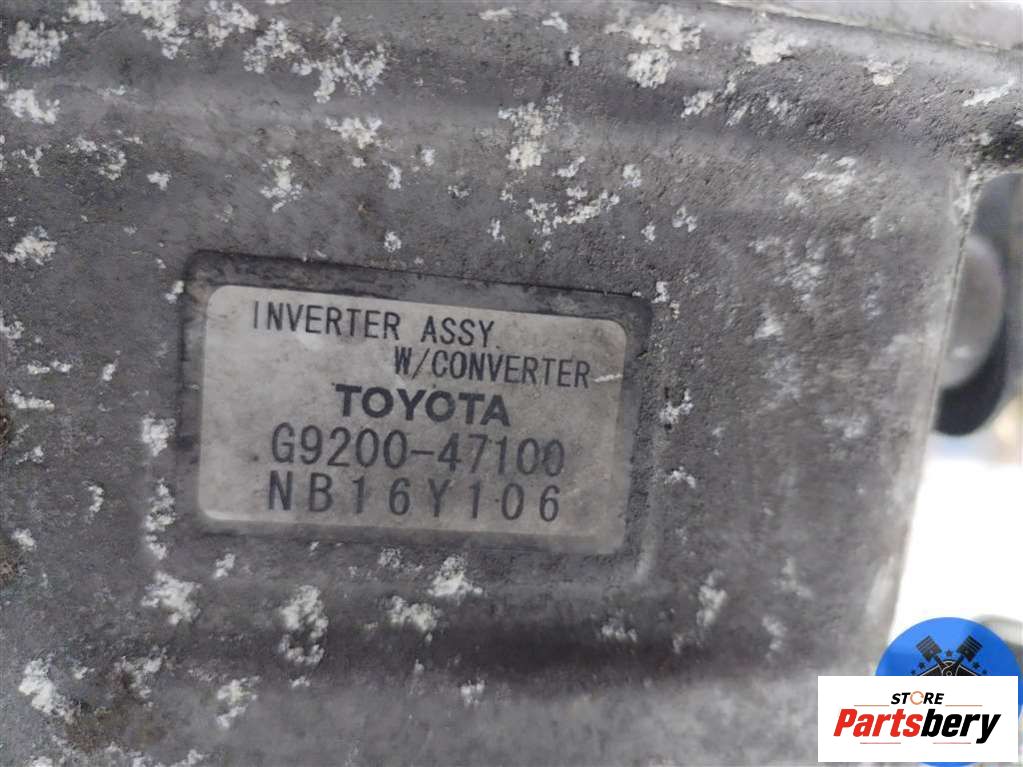 INVERTER ASSY
W/CONVERTER
TOYOTA
G9200-47100
NB16Y106
STORE
Partsbery